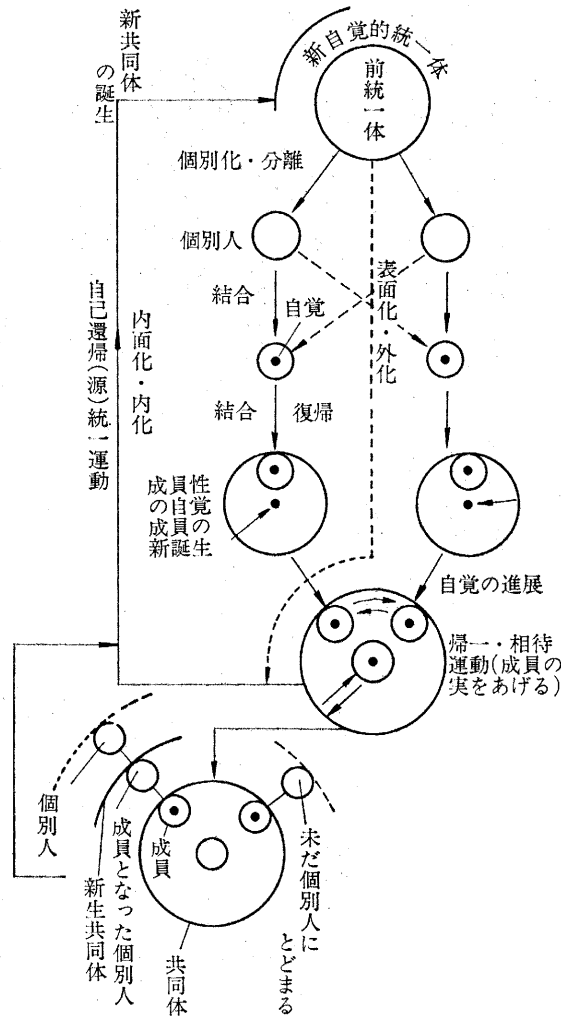 新共同体
の誕生
新自覚的統一体
前統一体
個別化・分離
個別人
結合
自覚
表面化・外化
自己還帰(源)統一運動
内面化・内化
結合
復帰
性覚の生
員自員誕
成の成新
自覚の進展
帰一・相待
運動(成員の
実をあげる)
個別人
新生共同体
成員となった個別人
成員
共同体
未だ個別人に
とどまる